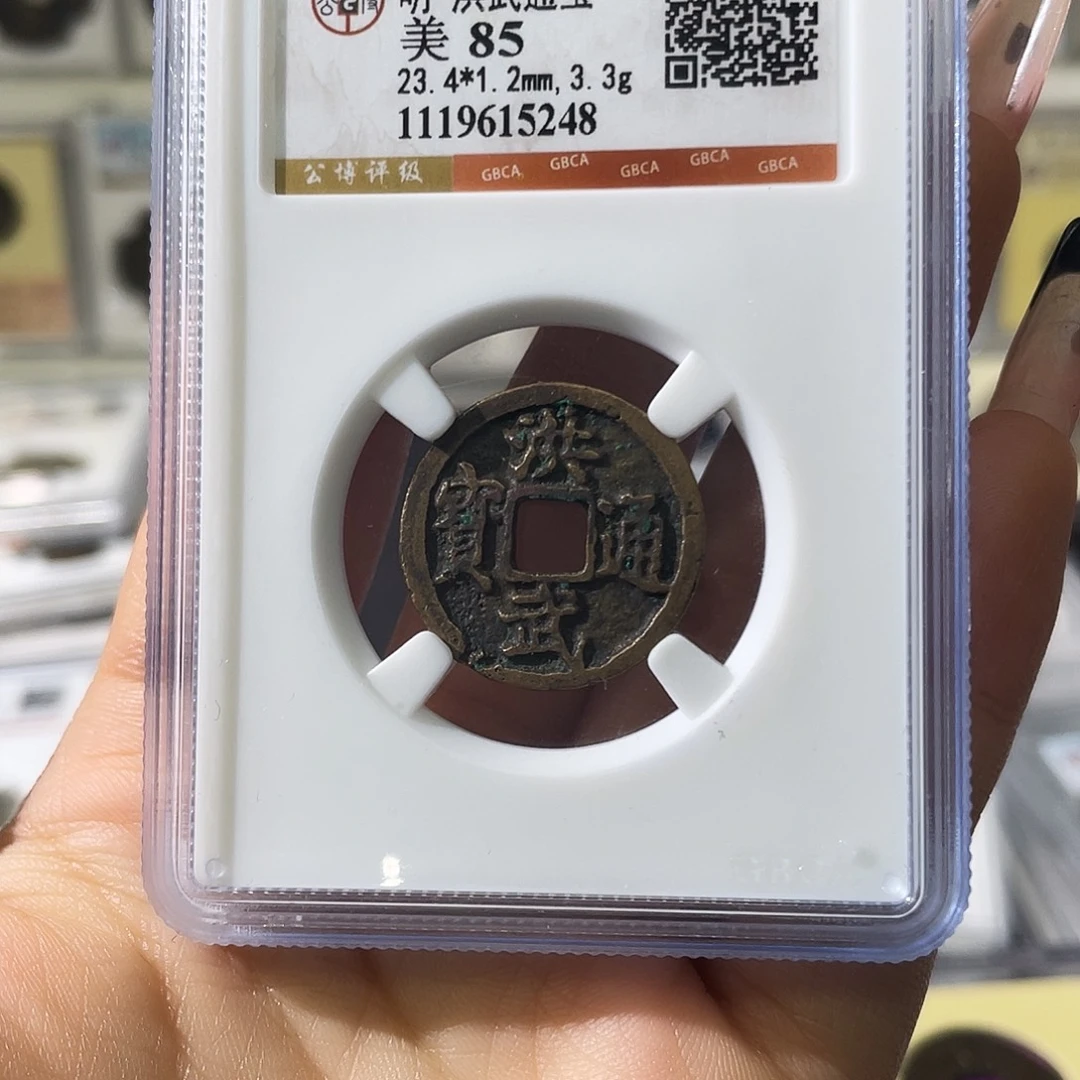 明 洪武通宝
美 85
23.4*1.2mm, 3.3g
1119615248
公博评级 GBCA GBCA GBCA GBCA GBCA
洪武通寶